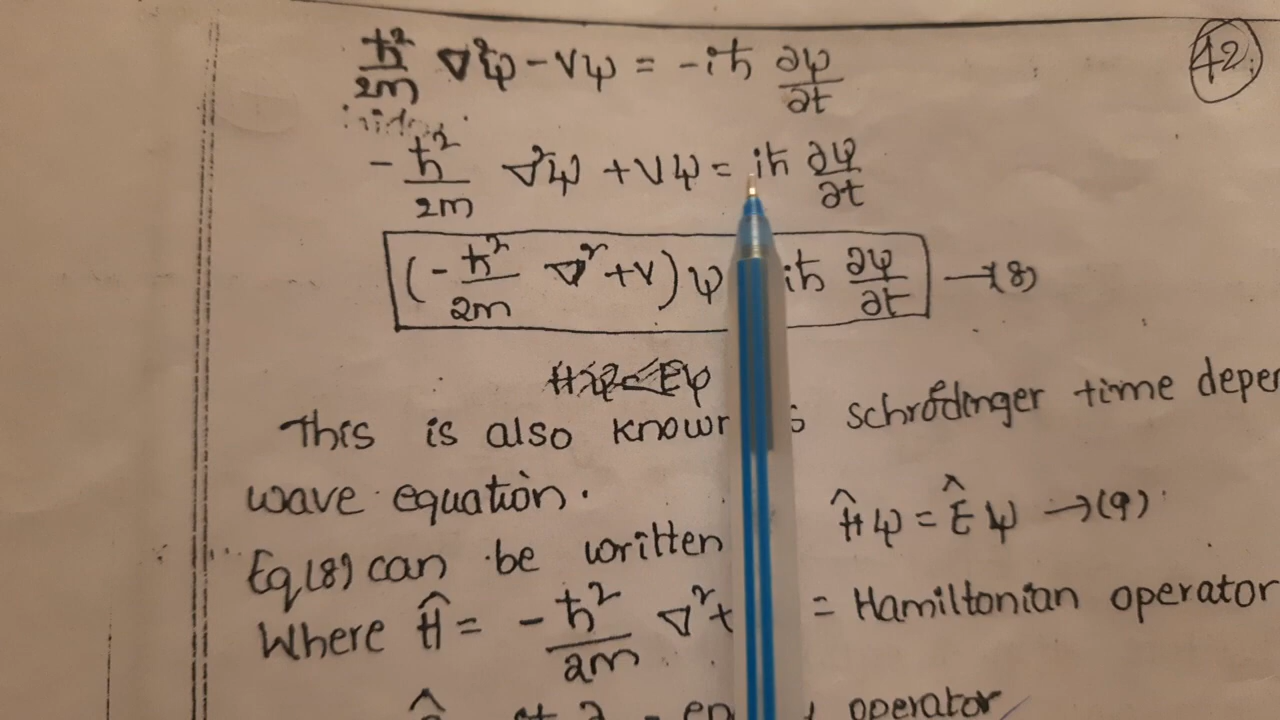 42.
ħ²/2m ∇²ψ - Vψ = -iħ ∂ψ/∂t
-ħ²/2m ∇²ψ + Vψ = iħ ∂ψ/∂t
(-ħ²/2m ∇² + V)ψ iħ ∂ψ/∂t →(8)
This is also schrödinger time
wave equation.
Eq(8) can be written Ĥψ = Êψ →(9)
Where Ĥ = -ħ²/2m ∇² + = Hamiltonian operator
operator